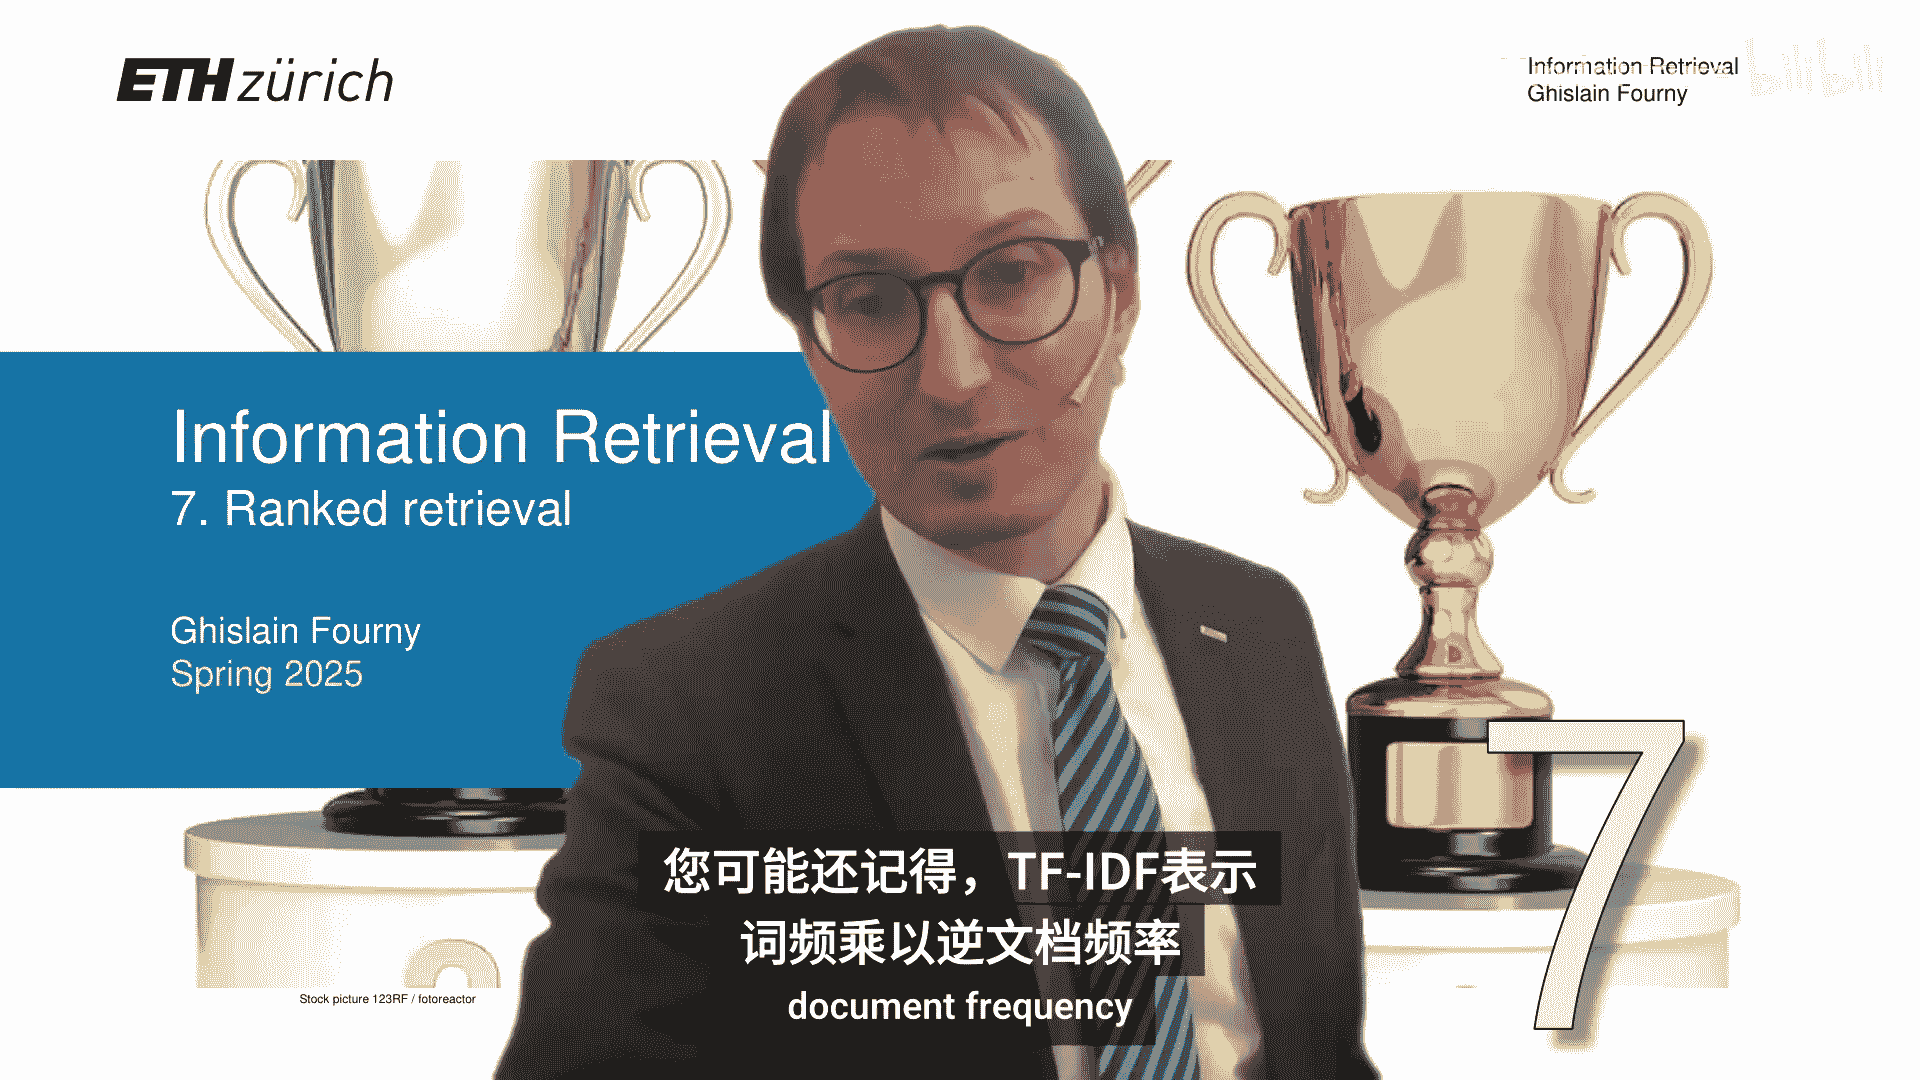 ETH zürich
Information Retrieval
Ghislain Fourny
bilibili
Information Retrieval
7. Ranked retrieval
Ghislain Fourny
Spring 2025
7
您可能还记得，TF-IDF表示
词频乘以逆文档频率
document frequency
Stock picture 123RF / fotoreactor